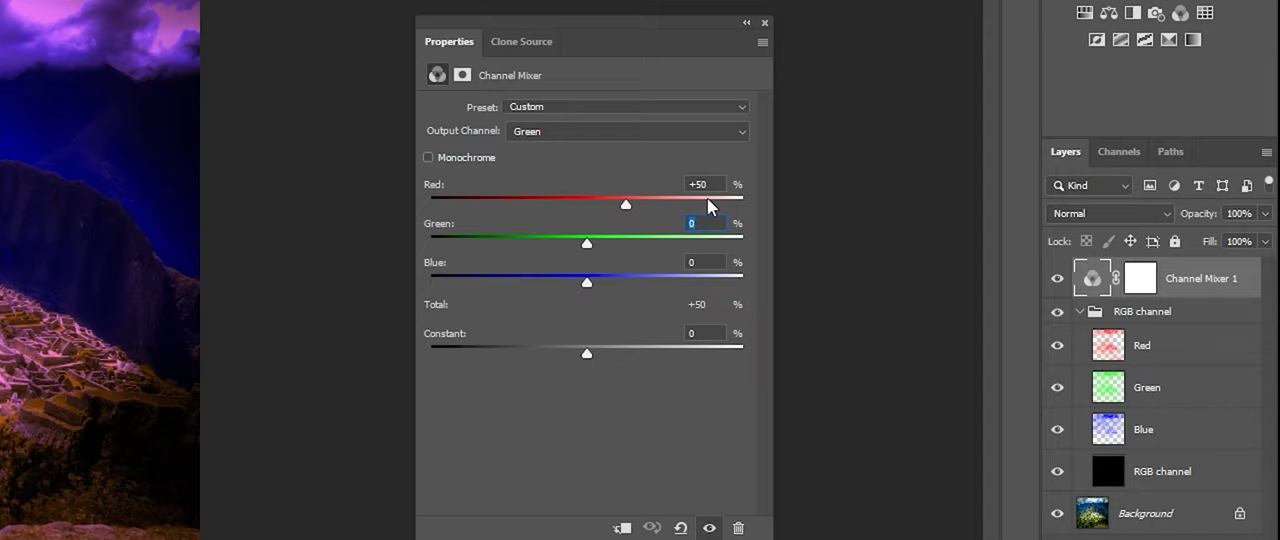 Properties
Clone Source
Channel Mixer
Preset: Custom
Output Channel: Green
Monochrome
Red: +50 %
Green: 0 %
Blue: 0 %
Total: +50 %
Constant: 0 %
Layers
Channels
Paths
Kind
Normal
Opacity: 100%
Lock:
Fill: 100%
Channel Mixer 1
RGB channel
Red
Green
Blue
RGB channel
Background